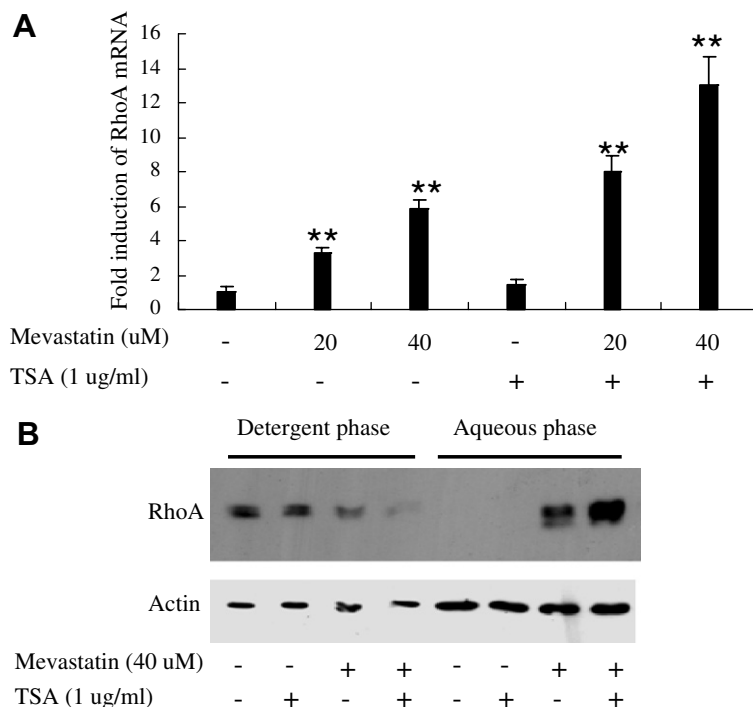 A
Fold induction of RhoA mRNA
16
14
12
10
8
6
4
2
0
** ** ** **
Mevastatin (uM) - 20 40 - 20 40
TSA (1 ug/ml) - - - + + +
B
Detergent phase Aqueous phase
RhoA
Actin
Mevastatin (40 uM) - - + + - - + +
TSA (1 ug/ml) - + - + - + - +